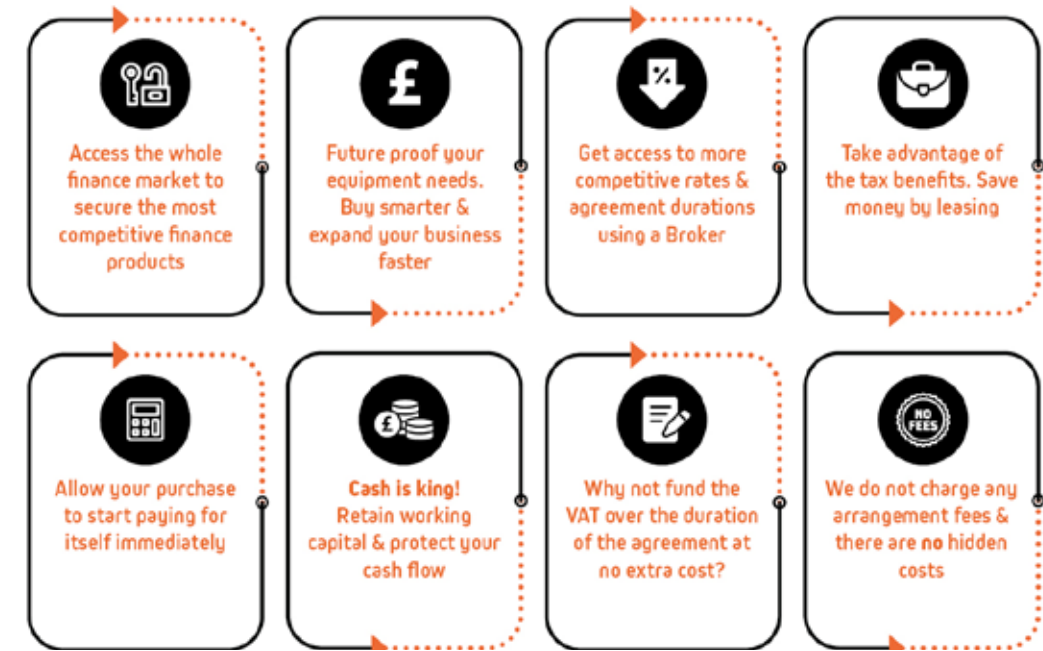 Access the whole
finance market to
secure the most
competitive finance
products
£
Future proof your
equipment needs.
Buy smarter &
expand your business
faster
%
Get access to more
competitive rates &
agreement durations
using a Broker
Take advantage of
the tax benefits. Save
money by leasing
Allow your purchase
to start paying for
itself immediately
£
Cash is king!
Retain working
capital & protect your
cash flow
Why not fund the
VAT over the duration
of the agreement at
no extra cost?
NO
FEES
We do not charge any
arrangement fees &
there are no hidden
costs